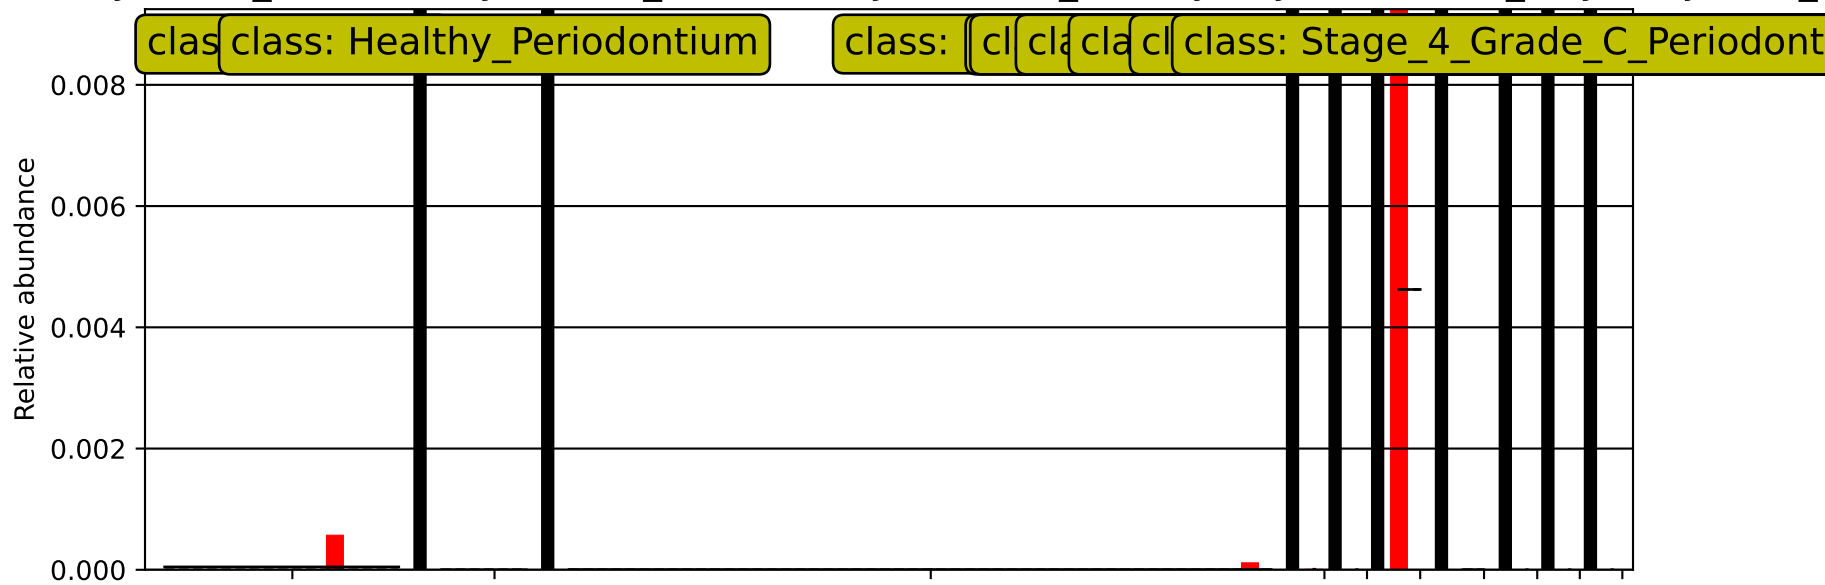 clas class: Healthy_Periodontium class: cl cla cla cl class: Stage_4_Grade_C_Periodont
0.008
0.006
0.004
0.002
0.000
Relative abundance